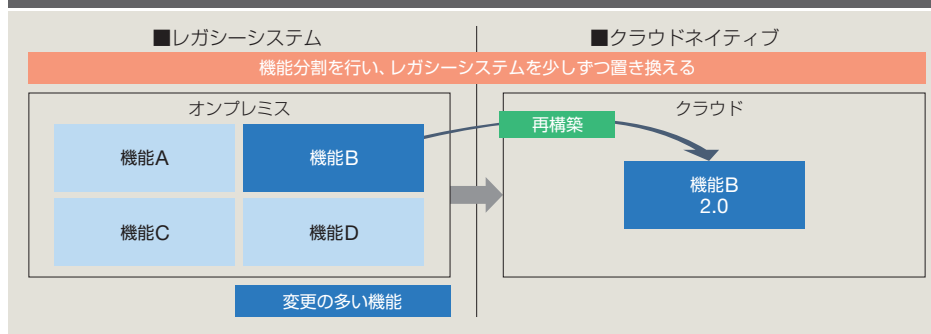 ■レガシーシステム
■クラウドネイティブ
機能分割を行い、レガシーシステムを少しずつ置き換える
オンプレミス
クラウド
再構築
機能A
機能B
機能B
2.0
機能C
機能D
変更の多い機能